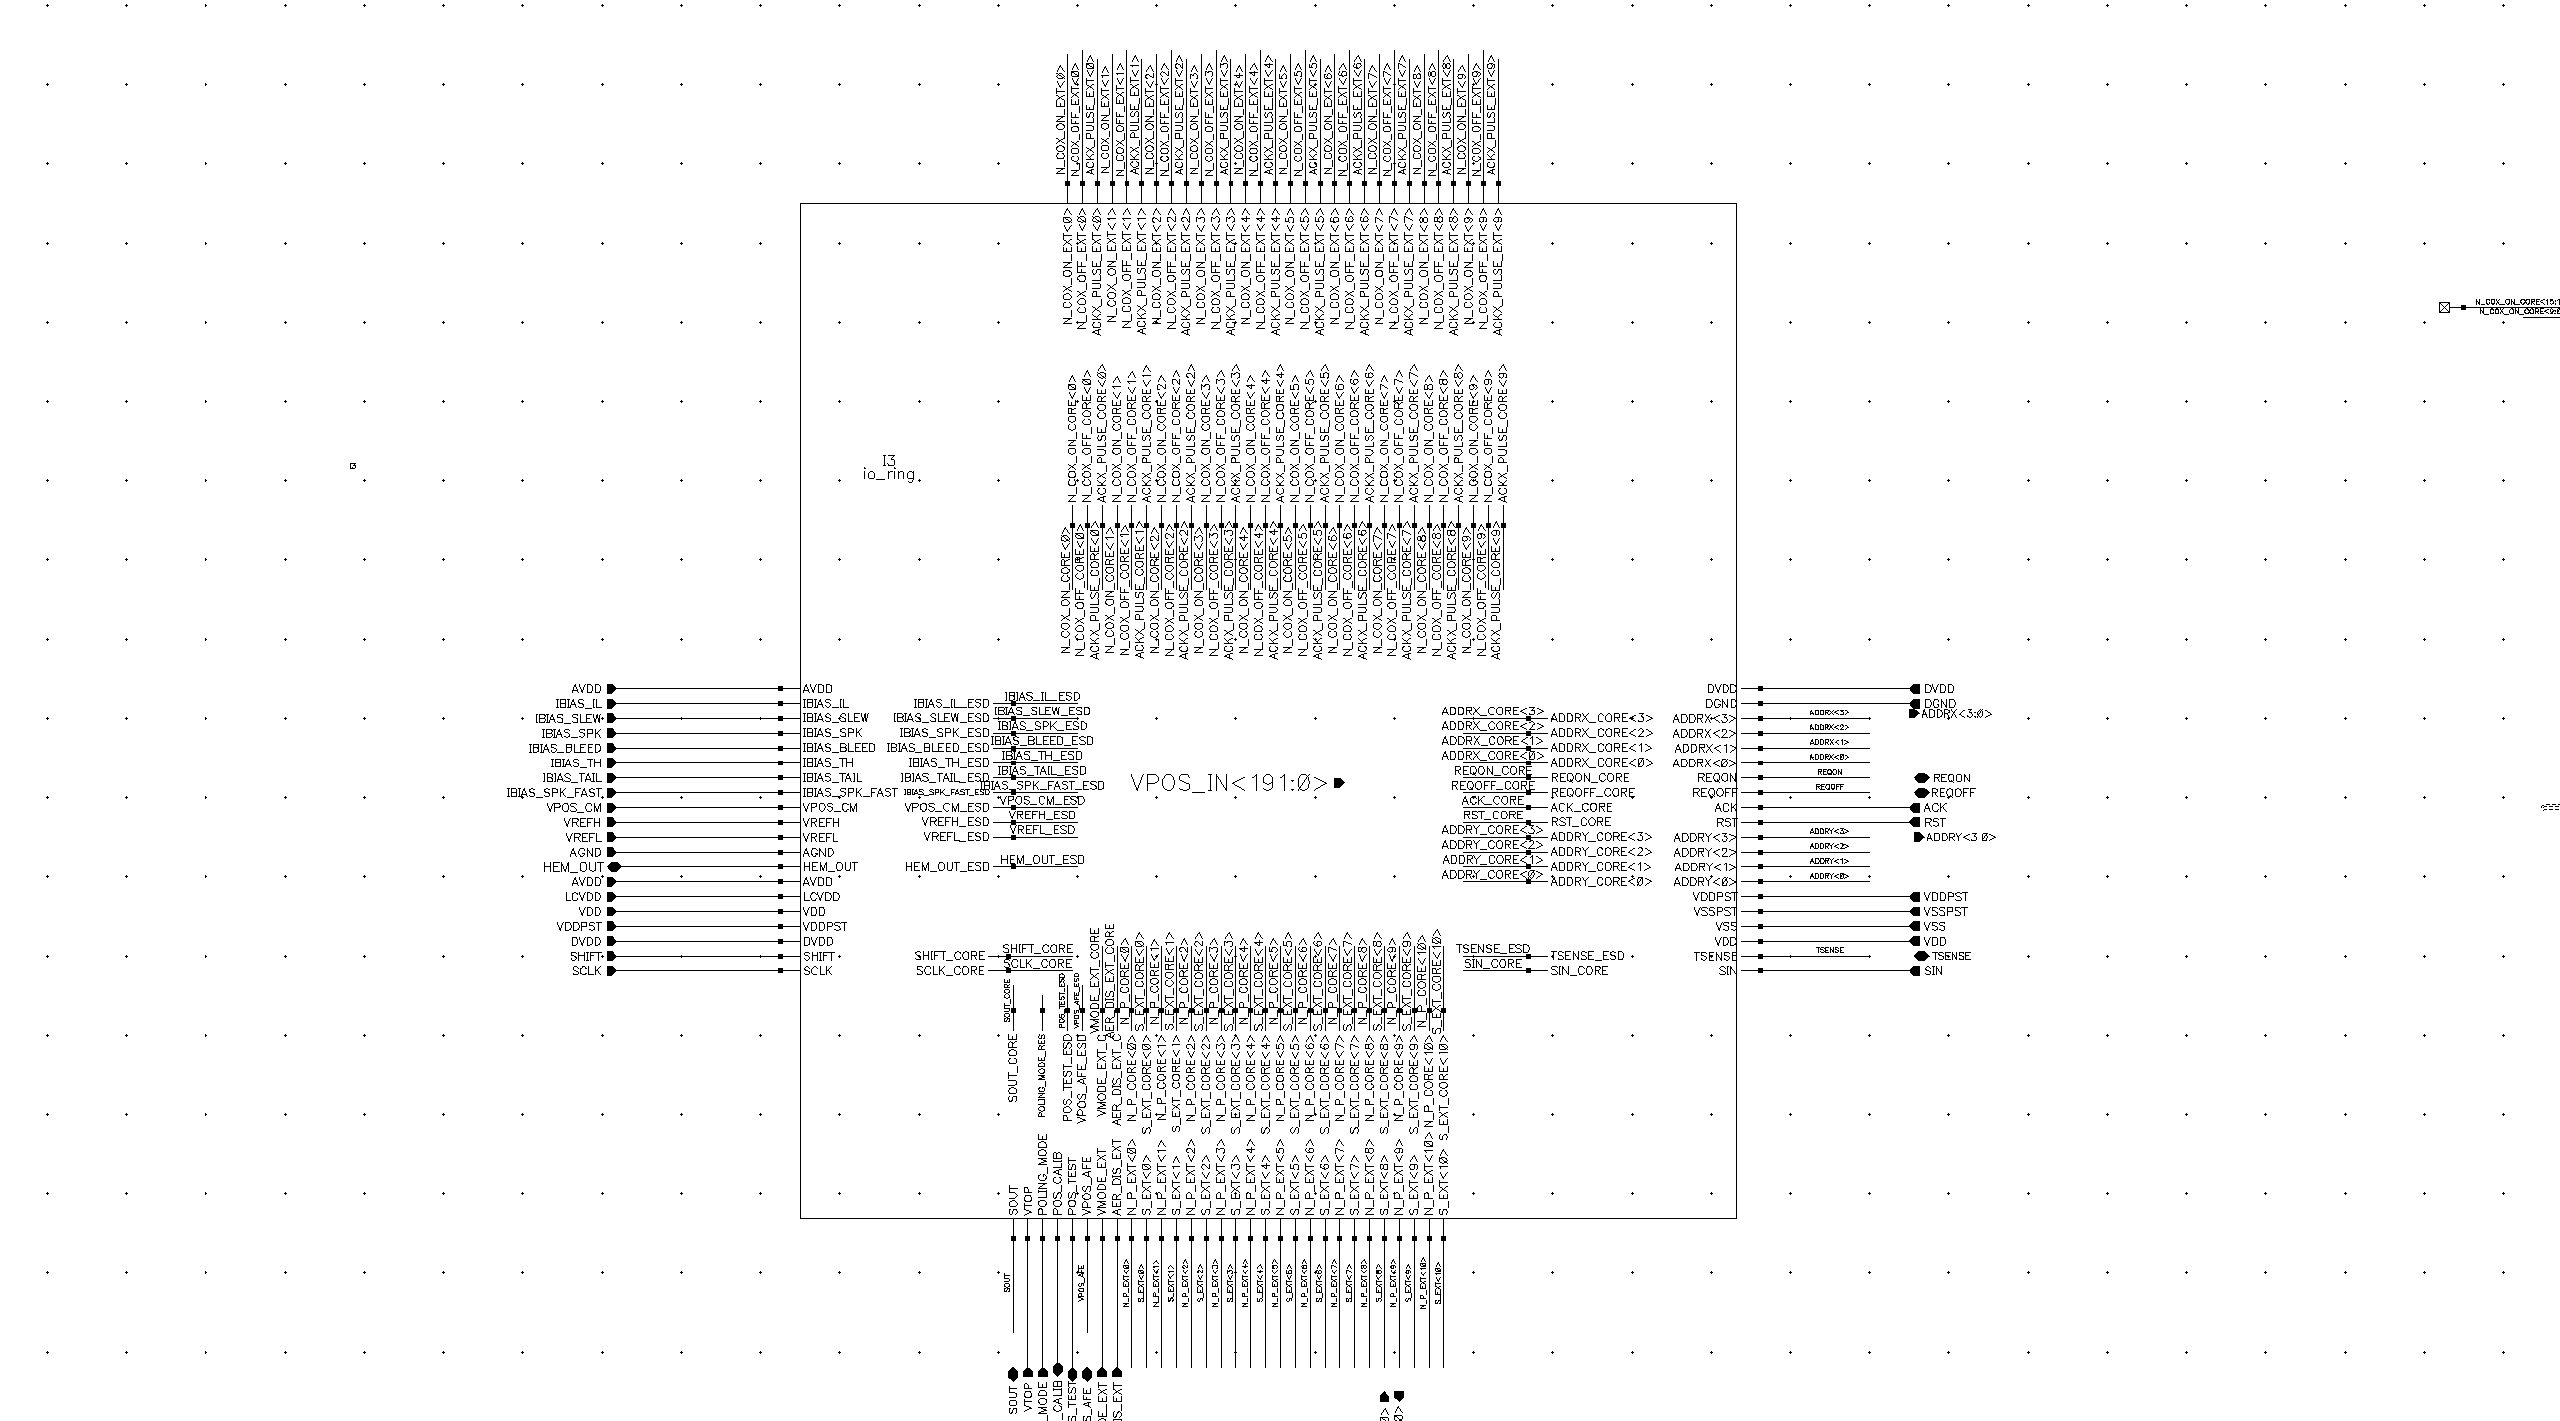 N_COX_ON_EXT<0>
N_COX_OFF_EXT<0>
ACKX_PULSE_EXT<0>
N_COX_ON_EXT<1>
N_COX_OFF_EXT<1>
ACKX_PULSE_EXT<1>
N_COX_ON_EXT<2>
N_COX_OFF_EXT<2>
ACKX_PULSE_EXT<2>
N_COX_ON_EXT<3>
N_COX_OFF_EXT<3>
ACKX_PULSE_EXT<3>
N_COX_ON_EXT<4>
N_COX_OFF_EXT<4>
ACKX_PULSE_EXT<4>
N_COX_ON_EXT<5>
N_COX_OFF_EXT<5>
ACKX_PULSE_EXT<5>
N_COX_ON_EXT<6>
N_COX_OFF_EXT<6>
ACKX_PULSE_EXT<6>
N_COX_ON_EXT<7>
N_COX_OFF_EXT<7>
ACKX_PULSE_EXT<7>
N_COX_ON_EXT<8>
N_COX_OFF_EXT<8>
ACKX_PULSE_EXT<8>
N_COX_ON_EXT<9>
N_COX_OFF_EXT<9>
ACKX_PULSE_EXT<9>
N_COX_ON_CORE<0>
N_COX_OFF_CORE<0>
ACKX_PULSE_CORE<0>
N_COX_ON_CORE<1>
N_COX_OFF_CORE<1>
ACKX_PULSE_CORE<1>
N_COX_ON_CORE<2>
N_COX_OFF_CORE<2>
ACKX_PULSE_CORE<2>
N_COX_ON_CORE<3>
N_COX_OFF_CORE<3>
ACKX_PULSE_CORE<3>
N_COX_ON_CORE<4>
N_COX_OFF_CORE<4>
ACKX_PULSE_CORE<4>
N_COX_ON_CORE<5>
N_COX_OFF_CORE<5>
ACKX_PULSE_CORE<5>
N_COX_ON_CORE<6>
N_COX_OFF_CORE<6>
ACKX_PULSE_CORE<6>
N_COX_ON_CORE<7>
N_COX_OFF_CORE<7>
ACKX_PULSE_CORE<7>
N_COX_ON_CORE<8>
N_COX_OFF_CORE<8>
ACKX_PULSE_CORE<8>
N_COX_ON_CORE<9>
N_COX_OFF_CORE<9>
ACKX_PULSE_CORE<9>
I3
io_ring
AVDD AVDD
IBIAS_IL IBIAS_IL IBIAS_IL_ESD IBIAS_IL_ESD
IBIAS_SLEW IBIAS_SLEW IBIAS_SLEW_ESD IBIAS_SLEW_ESD
IBIAS_SPK IBIAS_SPK IBIAS_SPK_ESD IBIAS_SPK_ESD
IBIAS_BLEED IBIAS_BLEED IBIAS_BLEED_ESD IBIAS_BLEED_ESD
IBIAS_TH IBIAS_TH IBIAS_TH_ESD IBIAS_TH_ESD
IBIAS_TAIL IBIAS_TAIL IBIAS_TAIL_ESD IBIAS_TAIL_ESD
IBIAS_SPK_FAST IBIAS_SPK_FAST IBIAS_SPK_FAST_ESD IBIAS_SPK_FAST_ESD
VPOS_CM VPOS_CM VPOS_CM_ESD VPOS_CM_ESD
VREFH VREFH VREFH_ESD VREFH_ESD
VREFL VREFL VREFL_ESD VREFL_ESD
AGND AGND
HEM_OUT HEM_OUT HEM_OUT_ESD HEM_OUT_ESD
AVDD AVDD
LCVDD LCVDD
VDD VDD
VDDPST VDDPST
DVDD DVDD
SHIFT SHIFT SHIFT_CORE SHIFT_CORE
SCLK SCLK SCLK_CORE SCLK_CORE
VPOS_IN<191:0>
DVDD DVDD
DGND DGND
ADDRX_CORE<3> ADDRX_CORE<3> ADDRX<3> ADDRX<3> ADDRX<3:0>
ADDRX_CORE<2> ADDRX_CORE<2> ADDRX<2> ADDRX<2>
ADDRX_CORE<1> ADDRX_CORE<1> ADDRX<1> ADDRX<1>
ADDRX_CORE<0> ADDRX_CORE<0> ADDRX<0> ADDRX<0>
REQON_CORE REQON_CORE REQON REQON REQON
REQOFF_CORE REQOFF_CORE REQOFF REQOFF REQOFF
ACK_CORE ACK_CORE ACK ACK
RST_CORE RST_CORE RST RST
ADDRY_CORE<3> ADDRY_CORE<3> ADDRY<3> ADDRY<3> ADDRY<3:0>
ADDRY_CORE<2> ADDRY_CORE<2> ADDRY<2> ADDRY<2>
ADDRY_CORE<1> ADDRY_CORE<1> ADDRY<1> ADDRY<1>
ADDRY_CORE<0> ADDRY_CORE<0> ADDRY<0> ADDRY<0>
VDDPST VDDPST
VSSPST VSSPST
VSS VSS
VDD VDD
TSENSE_ESD TSENSE_ESD TSENSE TSENSE TSENSE
SIN_CORE SIN_CORE SIN SIN
SOUT_CORE
POLING_MODE_RES
POS_TEST_ESD
VPOS_AFE_ESD
VMODE_EXT_CORE
AER_DIS_EXT_CORE
N_P_CORE<0>
S_EXT_CORE<0>
N_P_CORE<1>
S_EXT_CORE<1>
N_P_CORE<2>
S_EXT_CORE<2>
N_P_CORE<3>
S_EXT_CORE<3>
N_P_CORE<4>
S_EXT_CORE<4>
N_P_CORE<5>
S_EXT_CORE<5>
N_P_CORE<6>
S_EXT_CORE<6>
N_P_CORE<7>
S_EXT_CORE<7>
N_P_CORE<8>
S_EXT_CORE<8>
N_P_CORE<9>
S_EXT_CORE<9>
N_P_CORE<10>
S_EXT_CORE<10>
SOUT
VTOP
POLING_MODE
POS_CALIB
POS_TEST
VPOS_AFE
VMODE_EXT
AER_DIS_EXT
N_P_EXT<0>
S_EXT<0>
N_P_EXT<1>
S_EXT<1>
N_P_EXT<2>
S_EXT<2>
N_P_EXT<3>
S_EXT<3>
N_P_EXT<4>
S_EXT<4>
N_P_EXT<5>
S_EXT<5>
N_P_EXT<6>
S_EXT<6>
N_P_EXT<7>
S_EXT<7>
N_P_EXT<8>
S_EXT<8>
N_P_EXT<9>
S_EXT<9>
N_P_EXT<10>
S_EXT<10>
SOUT
VTOP